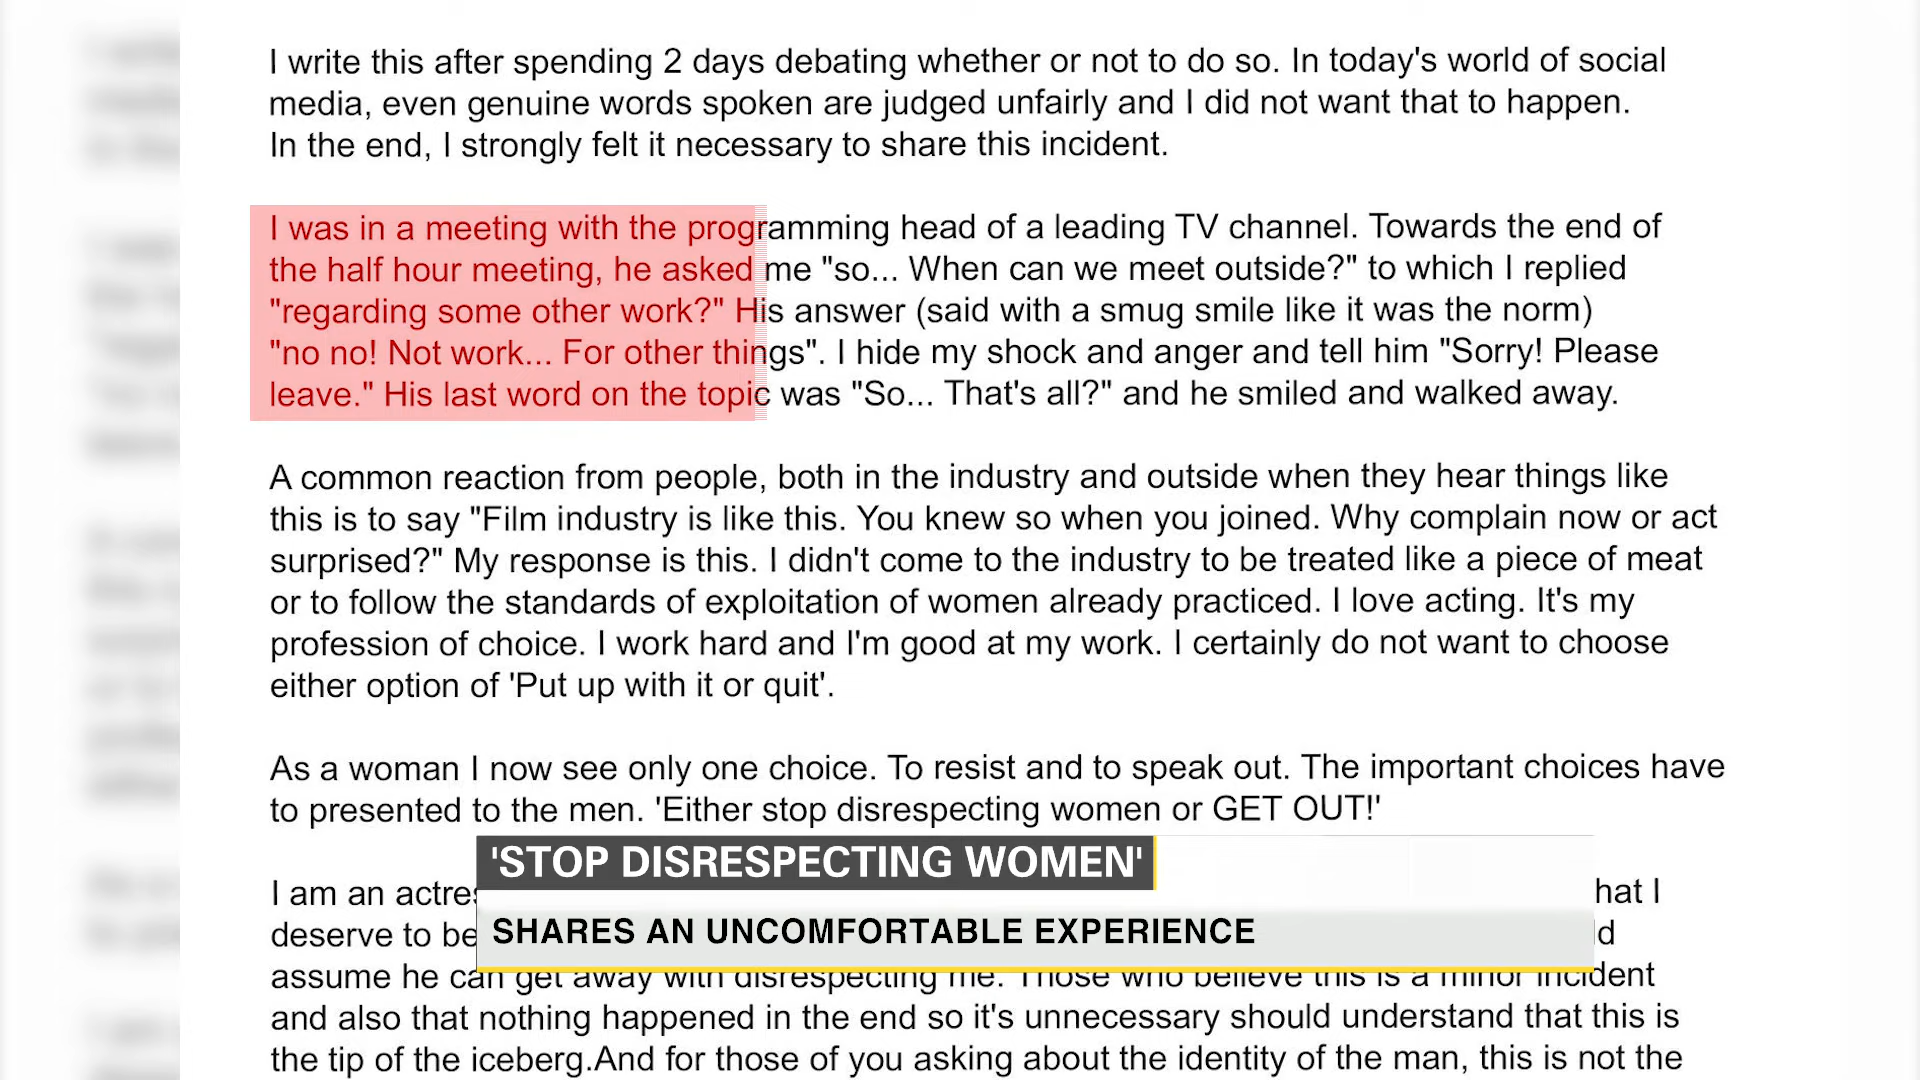 I write this after spending 2 days debating whether or not to do so. In today's world of social
media, even genuine words spoken are judged unfairly and I did not want that to happen.
In the end, I strongly felt it necessary to share this incident.
I was in a meeting with the programming head of a leading TV channel. Towards the end of
the half hour meeting, he asked me "so... When can we meet outside?" to which I replied
"regarding some other work?" His answer (said with a smug smile like it was the norm)
"no no! Not work... For other things". I hide my shock and anger and tell him "Sorry! Please
leave." His last word on the topic was "So... That's all?" and he smiled and walked away.
A common reaction from people, both in the industry and outside when they hear things like
this is to say "Film industry is like this. You knew so when you joined. Why complain now or act
surprised?" My response is this. I didn't come to the industry to be treated like a piece of meat
or to follow the standards of exploitation of women already practiced. I love acting. It's my
profession of choice. I work hard and I'm good at my work. I certainly do not want to choose
either option of 'Put up with it or quit'.
As a woman I now see only one choice. To resist and to speak out. The important choices have
to presented to the men. 'Either stop disrespecting women or GET OUT!'
'STOP DISRESPECTING WOMEN'
I am an hat I
deserve to
SHARES AN UNCOMFORTABLE EXPERIENCE
assume he can get away with disrespecting me. Those who believe this is a minor incident
and also that nothing happened in the end so it's unnecessary should understand that this is
the tip of the iceberg.And for those of you asking about the identity of the man, this is not the